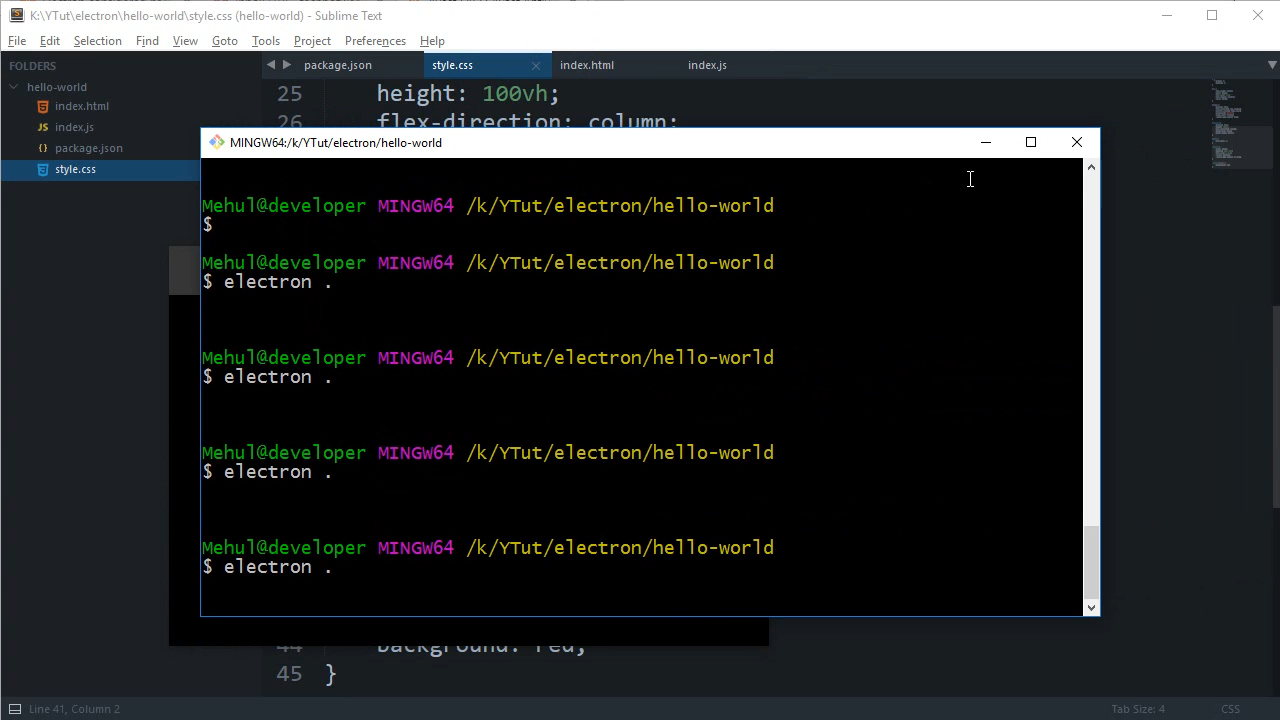 K:\YTut\electron\hello-world\style.css (hello-world) - Sublime Text
File Edit Selection Find View Goto Tools Project Preferences Help
FOLDERS
hello-world
index.html
index.js
package.json
style.css
package.json style.css index.html index.js
25 height: 100vh;
26 flex-direction: column;
MINGW64:/k/YTut/electron/hello-world
Mehul@developer MINGW64 /k/YTut/electron/hello-world
$
Mehul@developer MINGW64 /k/YTut/electron/hello-world
$ electron .
Mehul@developer MINGW64 /k/YTut/electron/hello-world
$ electron .
Mehul@developer MINGW64 /k/YTut/electron/hello-world
$ electron .
Mehul@developer MINGW64 /k/YTut/electron/hello-world
$ electron .
44 background: red;
45 }
Line 41, Column 2
Tab Size: 4
CSS